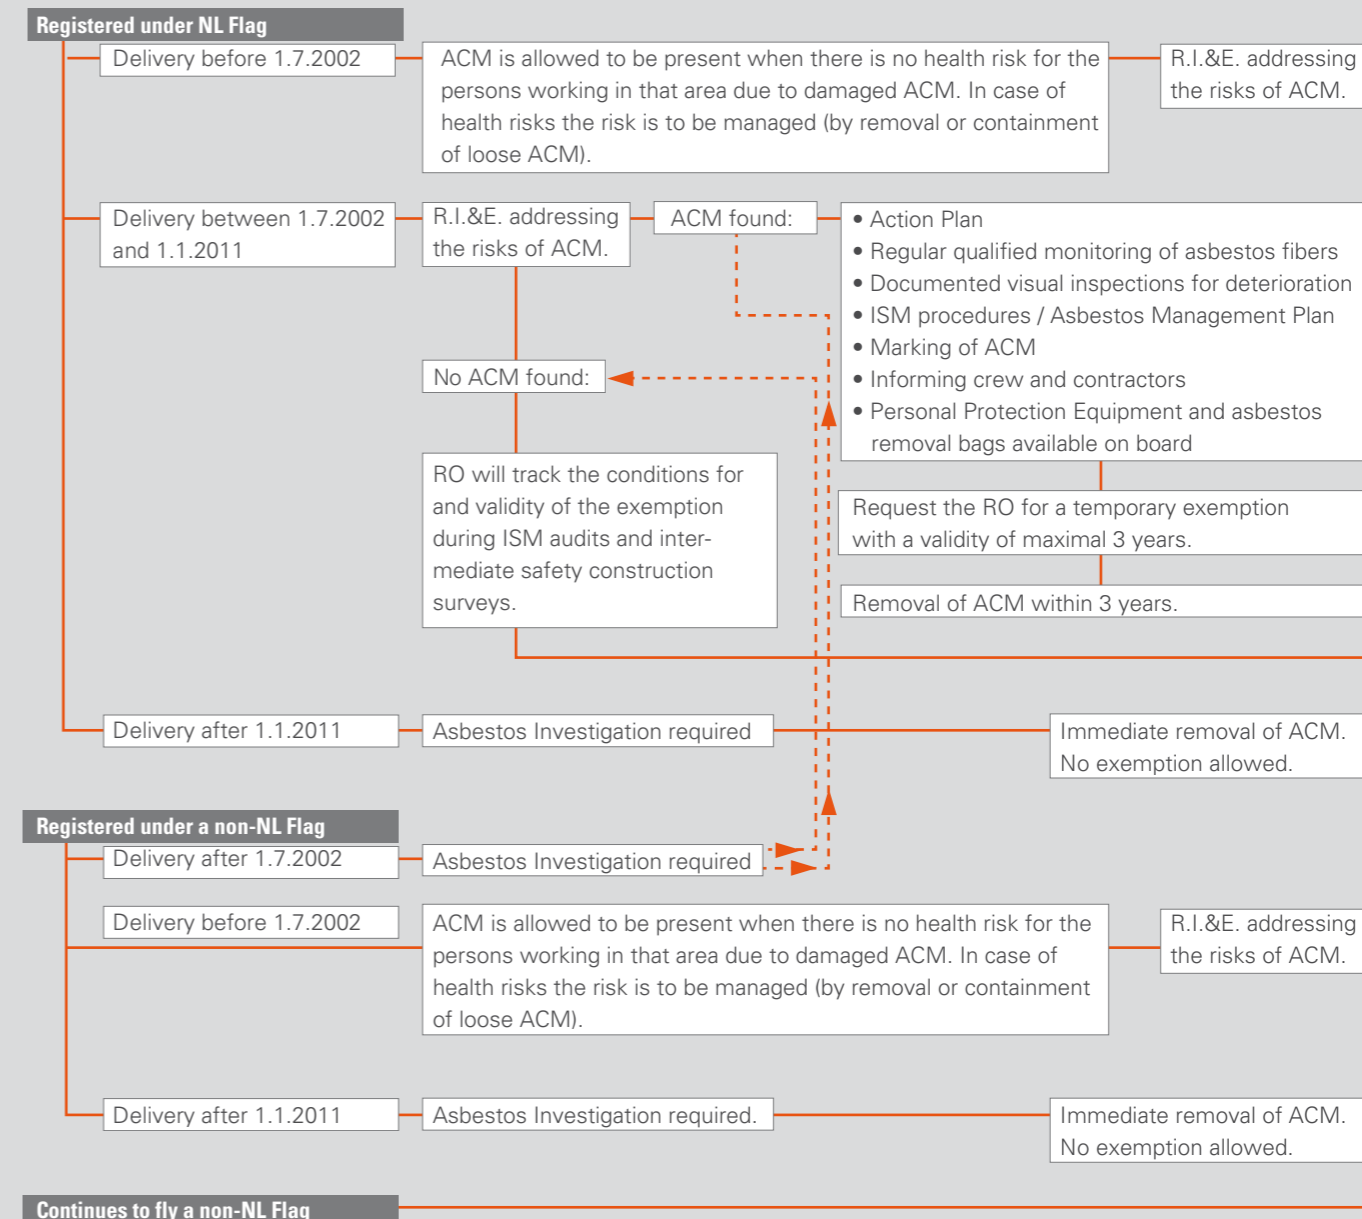 Registered under NL Flag
Delivery before 1.7.2002
ACM is allowed to be present when there is no health risk for the
persons working in that area due to damaged ACM. In case of
health risks the risk is to be managed (by removal or containment
of loose ACM).
R.I.&E. addressing
the risks of ACM.
Delivery between 1.7.2002
and 1.1.2011
R.I.&E. addressing
the risks of ACM.
ACM found:
• Action Plan
• Regular qualified monitoring of asbestos fibers
• Documented visual inspections for deterioration
• ISM procedures / Asbestos Management Plan
• Marking of ACM
• Informing crew and contractors
• Personal Protection Equipment and asbestos
removal bags available on board
No ACM found:
RO will track the conditions for
and validity of the exemption
during ISM audits and inter-
mediate safety construction
surveys.
Request the RO for a temporary exemption
with a validity of maximal 3 years.
Removal of ACM within 3 years.
Delivery after 1.1.2011
Asbestos Investigation required
Immediate removal of ACM.
No exemption allowed.
Registered under a non-NL Flag
Delivery after 1.7.2002
Asbestos Investigation required
Delivery before 1.7.2002
ACM is allowed to be present when there is no health risk for the
persons working in that area due to damaged ACM. In case of
health risks the risk is to be managed (by removal or containment
of loose ACM).
R.I.&E. addressing
the risks of ACM.
Delivery after 1.1.2011
Asbestos Investigation required.
Immediate removal of ACM.
No exemption allowed.
Continues to fly a non-NL Flag